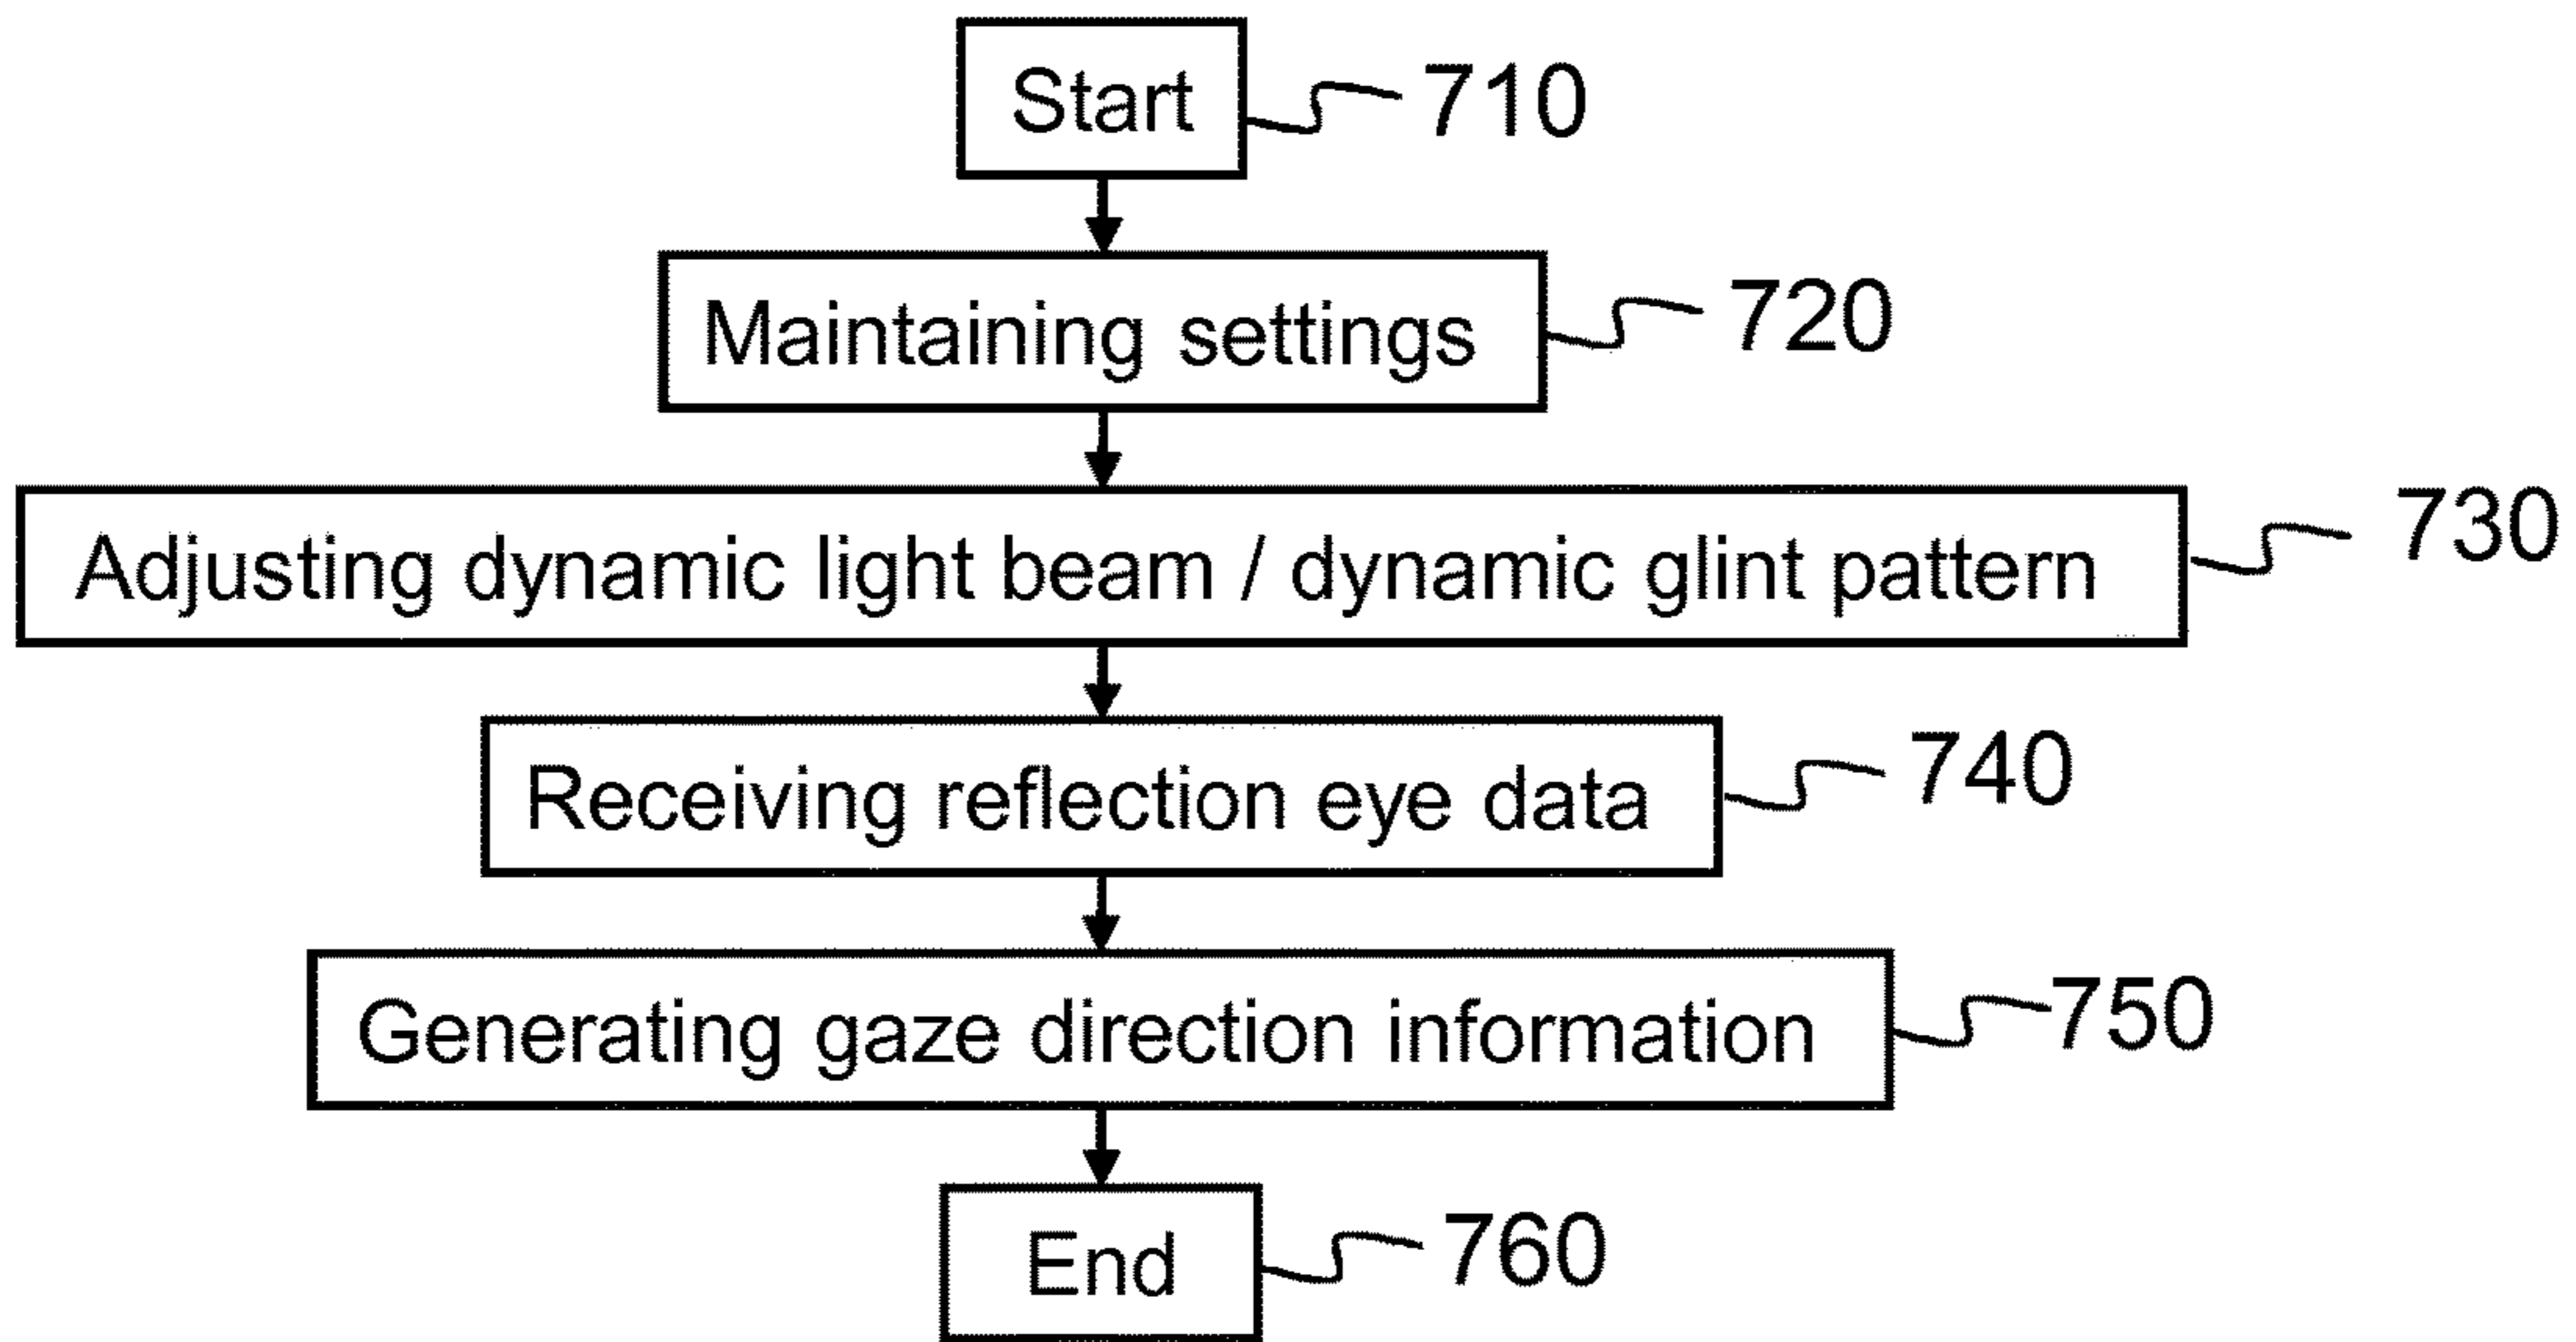 Start 710
Maintaining settings 720
Adjusting dynamic light beam / dynamic glint pattern 730
Receiving reflection eye data 740
Generating gaze direction information 750
End 760